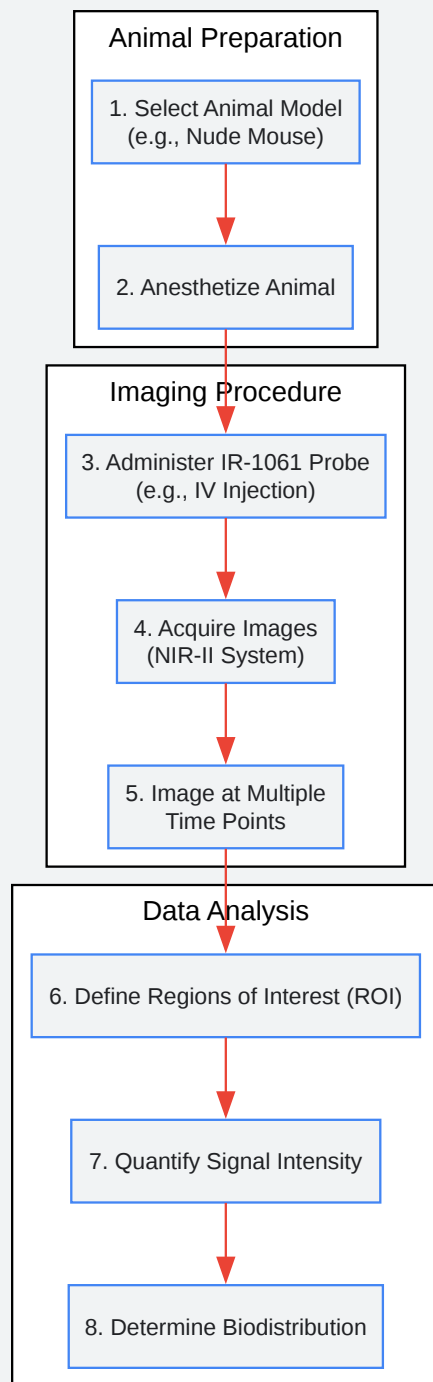 Animal Preparation
1. Select Animal Model
(e.g., Nude Mouse)
2. Anesthetize Animal
Imaging Procedure
3. Administer IR-1061 Probe
(e.g., IV Injection)
4. Acquire Images
(NIR-II System)
5. Image at Multiple
Time Points
Data Analysis
6. Define Regions of Interest (ROI)
7. Quantify Signal Intensity
8. Determine Biodistribution